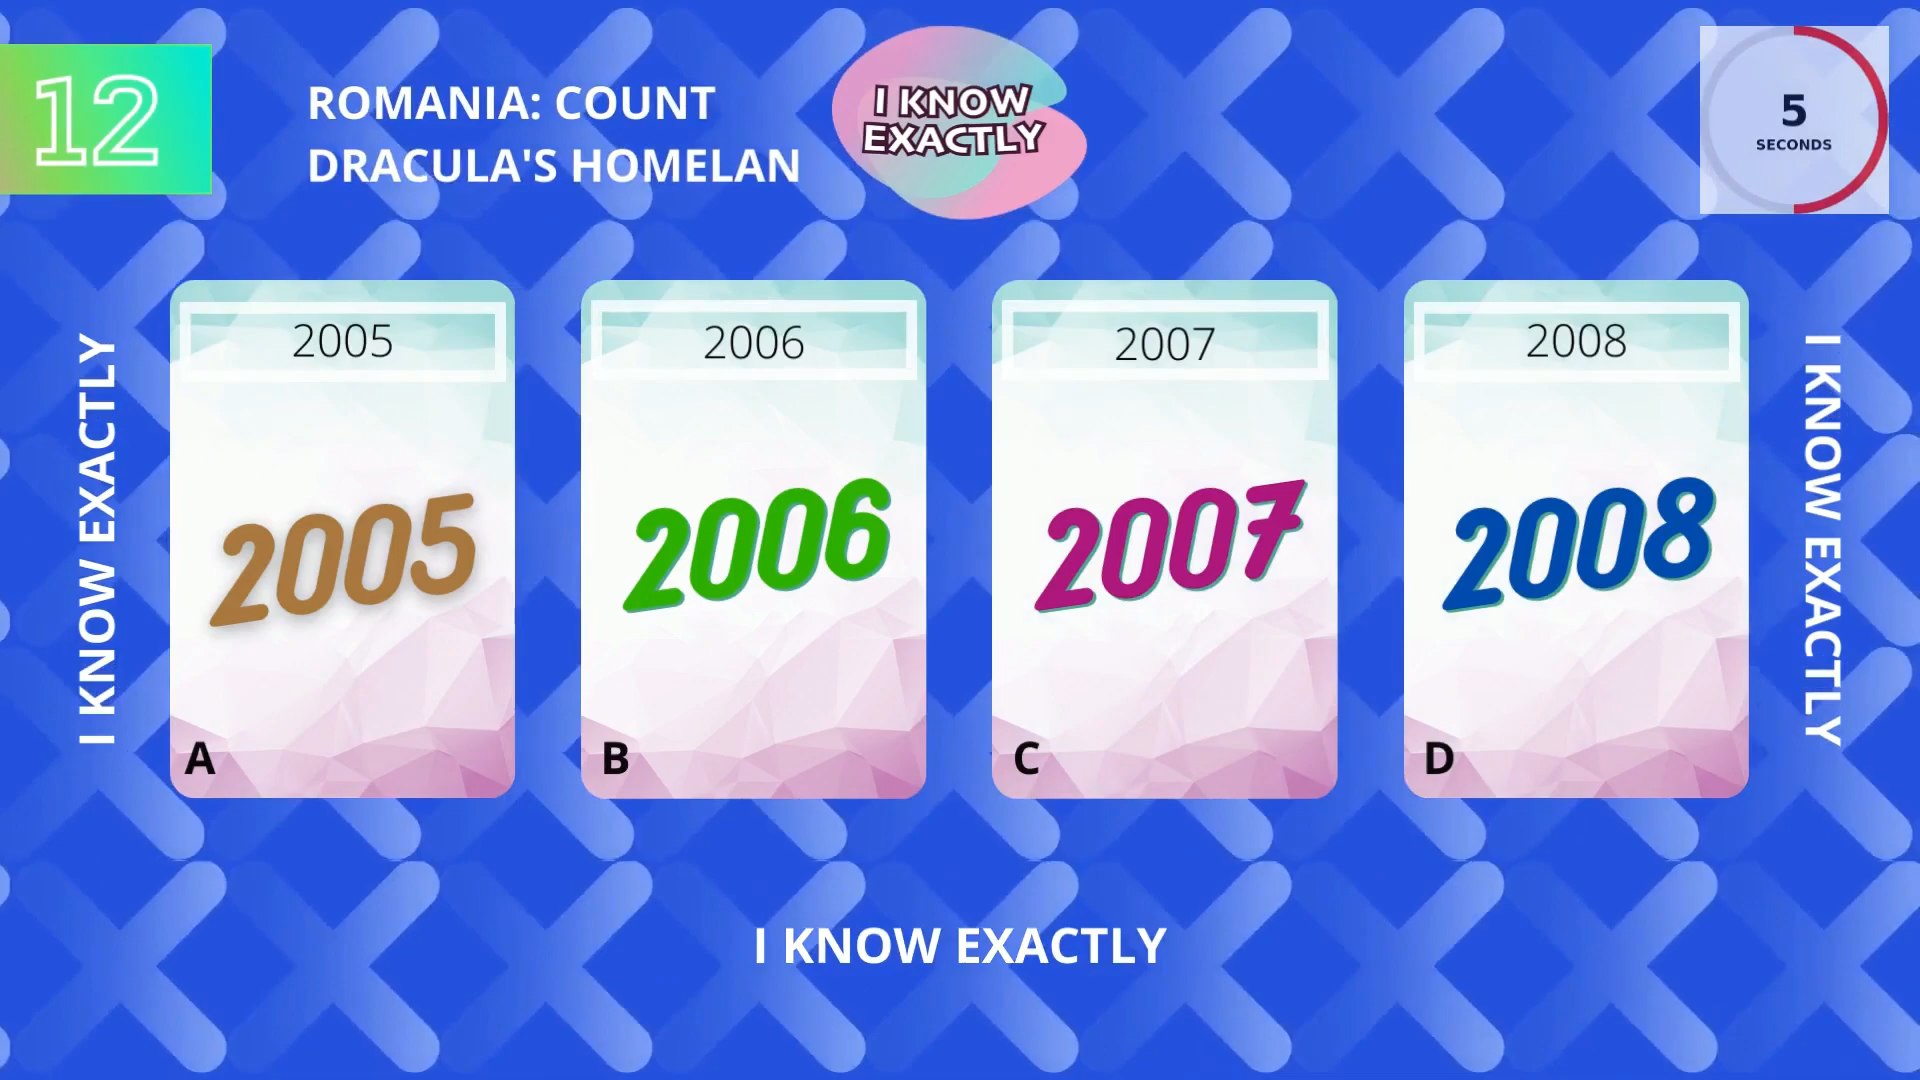 12
ROMANIA: COUNT
DRACULA'S HOMELAN
I KNOW
EXACTLY
5
SECONDS
I KNOW EXACTLY
2005
2005
A
2006
2006
B
2007
2007
C
2008
2008
D
I KNOW EXACTLY
I KNOW EXACTLY